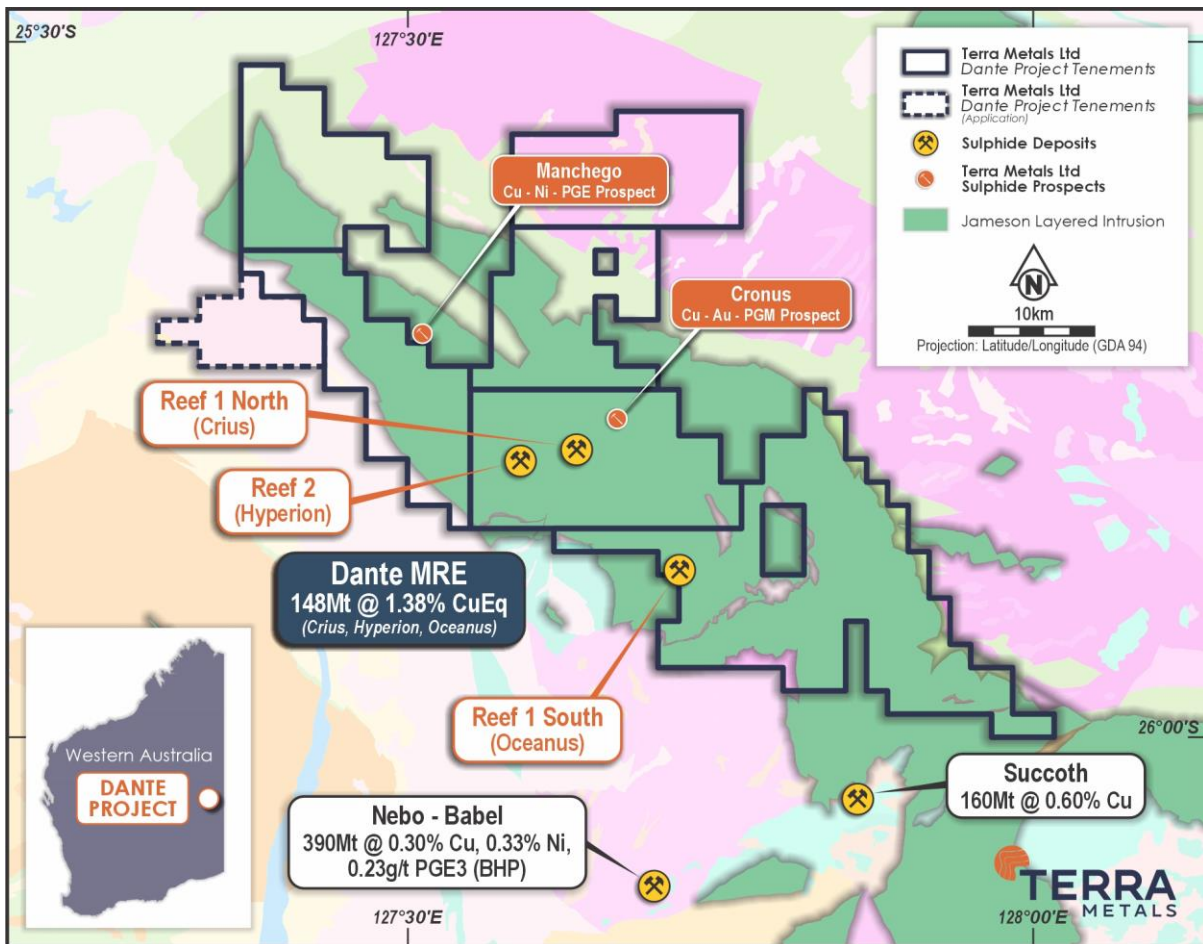 25°30'S
127°30'E
Terra Metals Ltd
Dante Project Tenements
Terra Metals Ltd
Dante Project Tenements
(Application)
Sulphide Deposits
Terra Metals Ltd
Sulphide Prospects
Jameson Layered Intrusion
N
10km
Projection: Latitude/Longitude (GDA 94)
Manchego
Cu - Ni - PGE Prospect
Cronus
Cu - Au - PGM Prospect
Reef 1 North
(Crius)
Reef 2
(Hyperion)
Dante MRE
148Mt @ 1.38% CuEq
(Crius, Hyperion, Oceanus)
Reef 1 South
(Oceanus)
26°00'S
Western Australia
DANTE
PROJECT
Succoth
160Mt @ 0.60% Cu
Nebo - Babel
390Mt @ 0.30% Cu, 0.33% Ni,
0.23g/t PGE3 (BHP)
TERRA
METALS
127°30'E
128°00'E